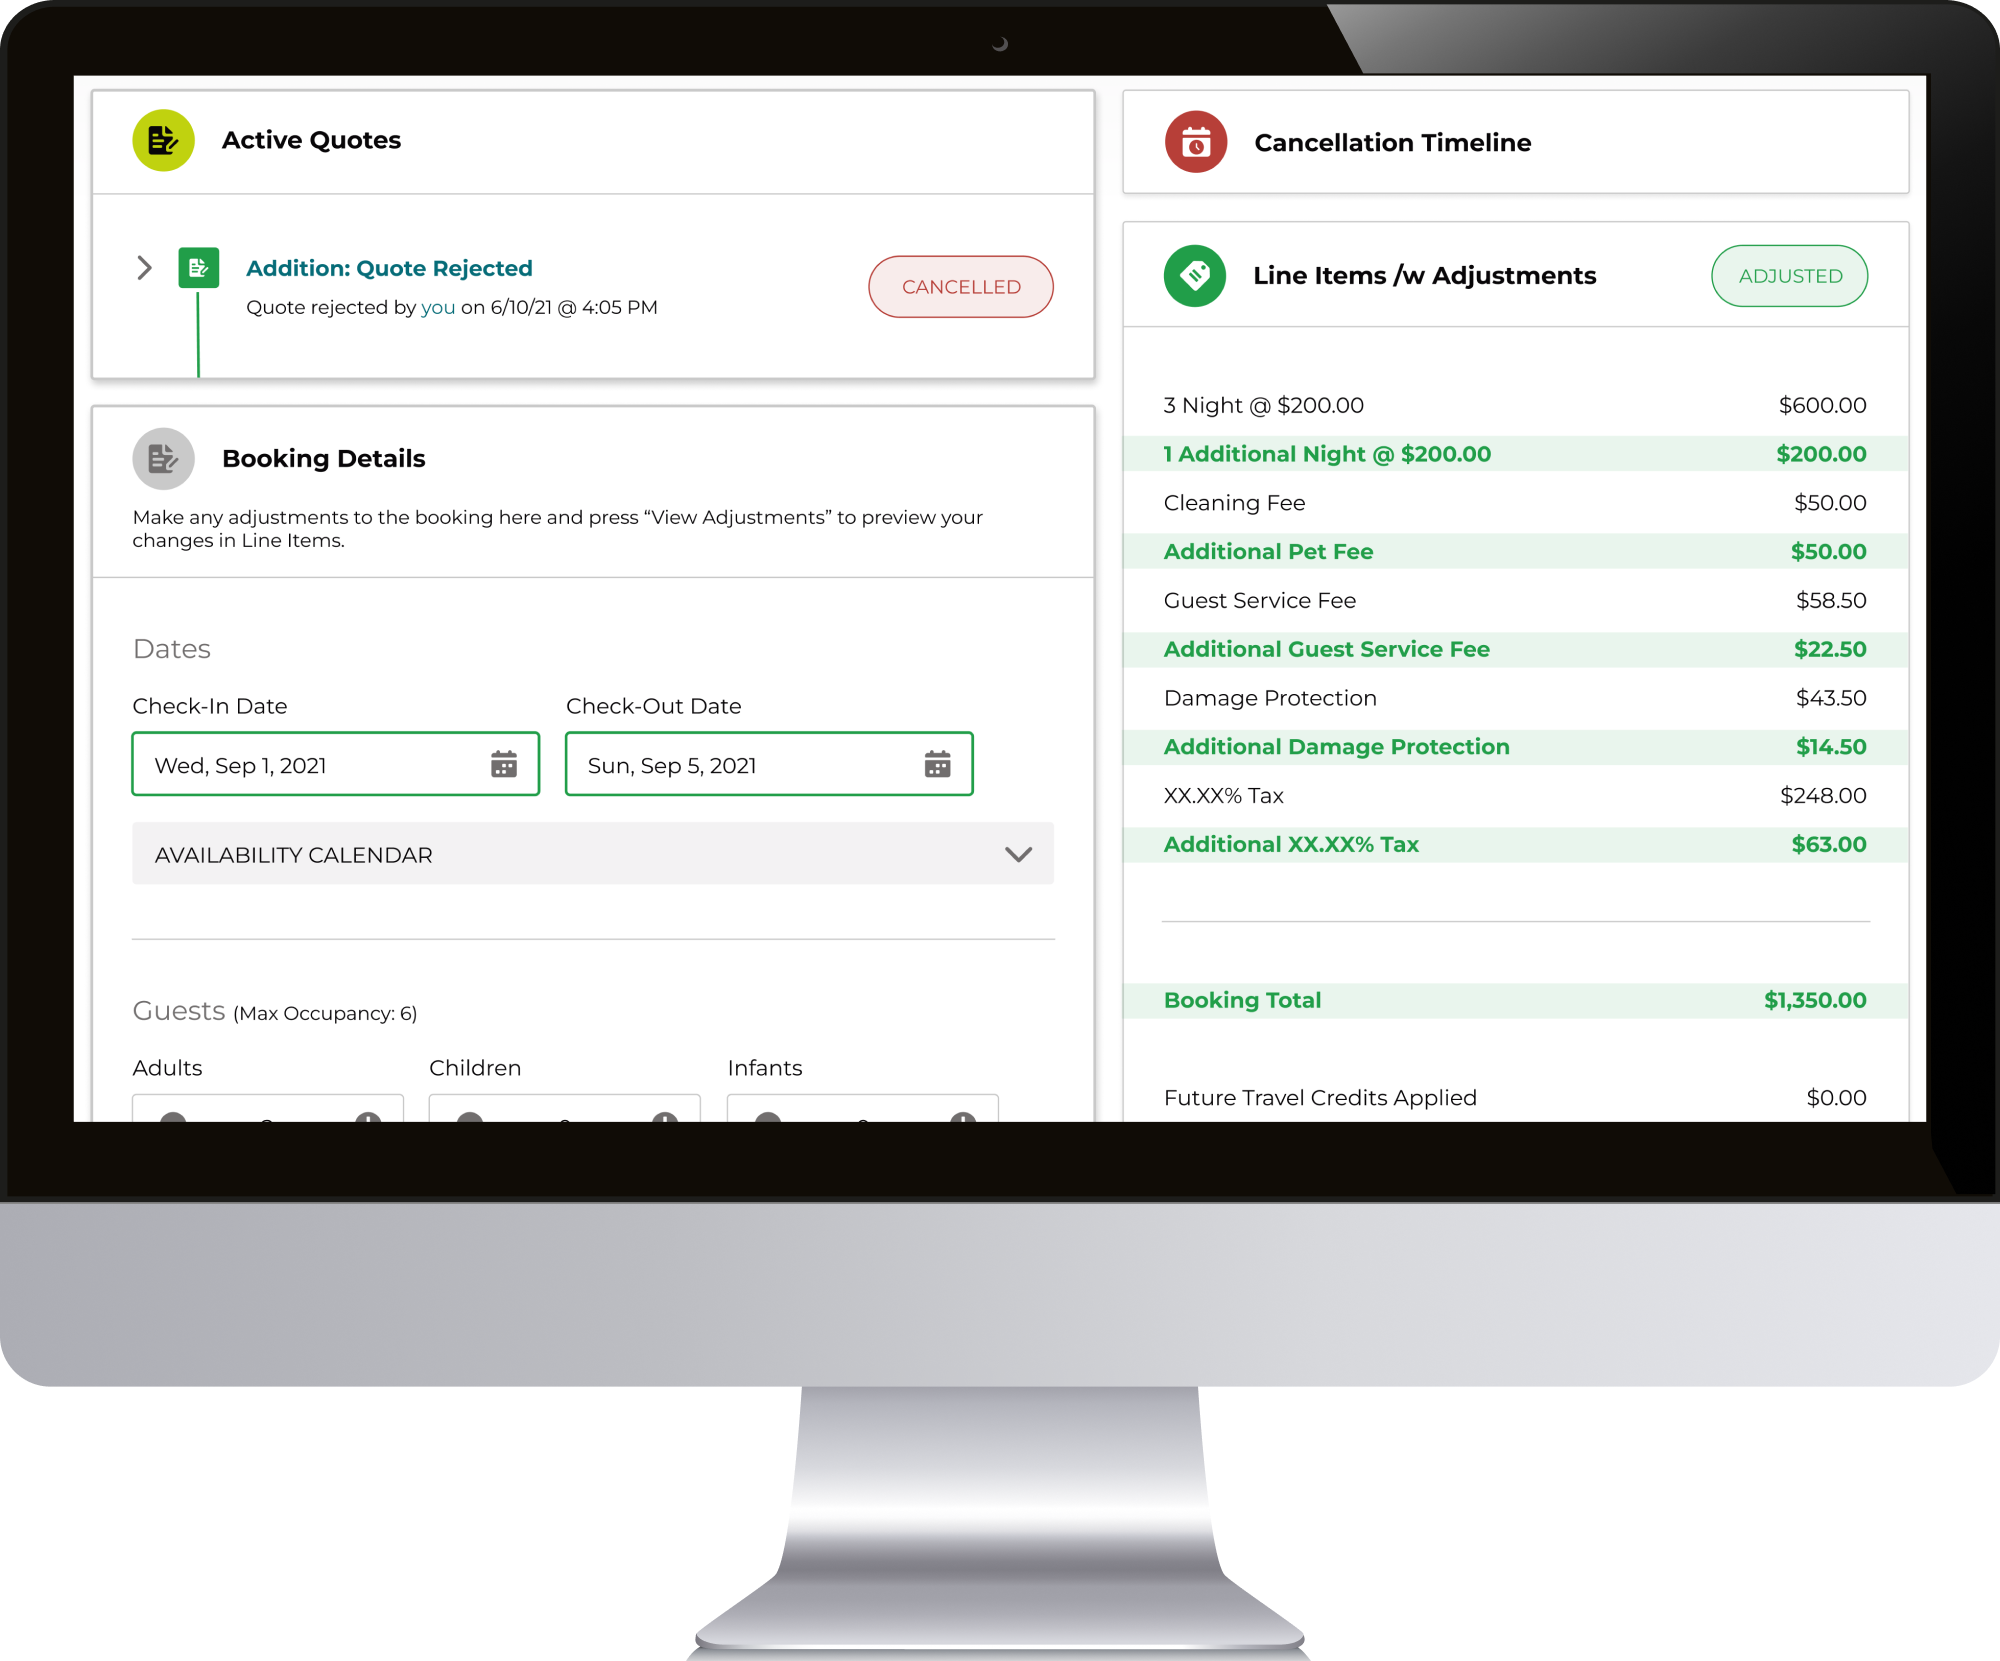 Active Quotes
Addition: Quote Rejected
Quote rejected by you on 6/10/21 @ 4:05 PM
CANCELLED
Booking Details
Make any adjustments to the booking here and press “View Adjustments” to preview your
changes in Line Items.
Dates
Check-In Date
Check-Out Date
Wed, Sep 1, 2021
Sun, Sep 5, 2021
AVAILABILITY CALENDAR
Guests (Max Occupancy: 6)
Adults
Children
Infants
Cancellation Timeline
Line Items /w Adjustments
ADJUSTED
3 Night @ $200.00 $600.00
1 Additional Night @ $200.00 $200.00
Cleaning Fee $50.00
Additional Pet Fee $50.00
Guest Service Fee $58.50
Additional Guest Service Fee $22.50
Damage Protection $43.50
Additional Damage Protection $14.50
XX.XX% Tax $248.00
Additional XX.XX% Tax $63.00
Booking Total $1,350.00
Future Travel Credits Applied $0.00